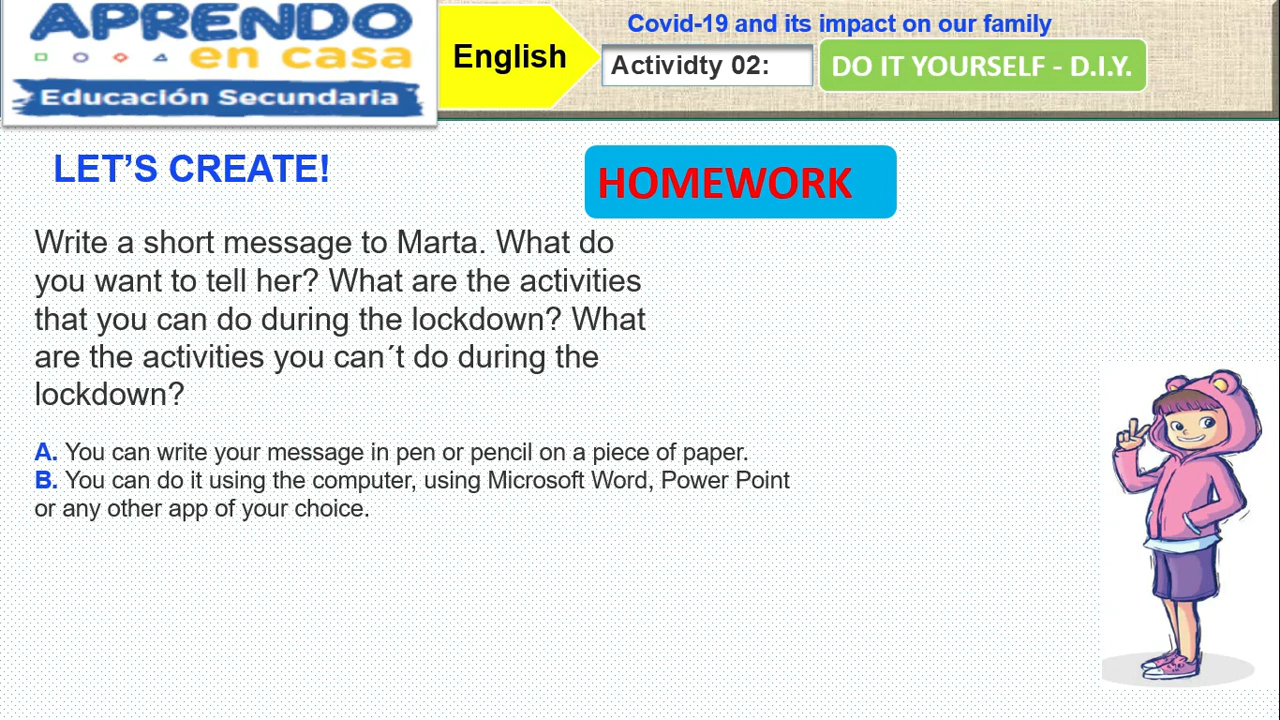 APRENDO
en casa
Educación Secundaria
English
Covid-19 and its impact on our family
Actividty 02:
DO IT YOURSELF - D.I.Y.
LET’S CREATE!
HOMEWORK
Write a short message to Marta. What do
you want to tell her? What are the activities
that you can do during the lockdown? What
are the activities you can´t do during the
lockdown?
A. You can write your message in pen or pencil on a piece of paper.
B. You can do it using the computer, using Microsoft Word, Power Point
or any other app of your choice.